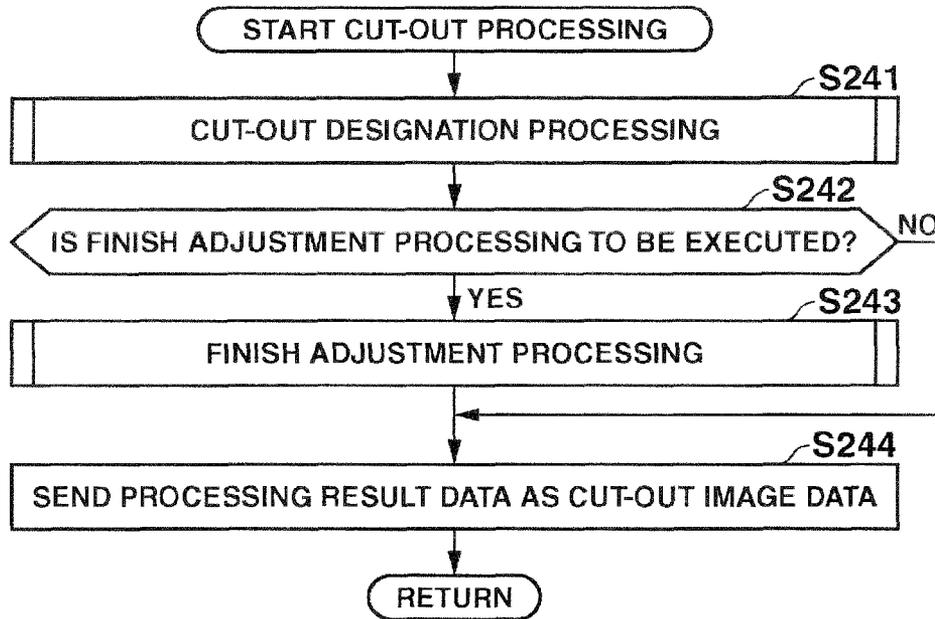 START CUT-OUT PROCESSING
S241
CUT-OUT DESIGNATION PROCESSING
S242
IS FINISH ADJUSTMENT PROCESSING TO BE EXECUTED?
NO
YES
S243
FINISH ADJUSTMENT PROCESSING
S244
SEND PROCESSING RESULT DATA AS CUT-OUT IMAGE DATA
RETURN